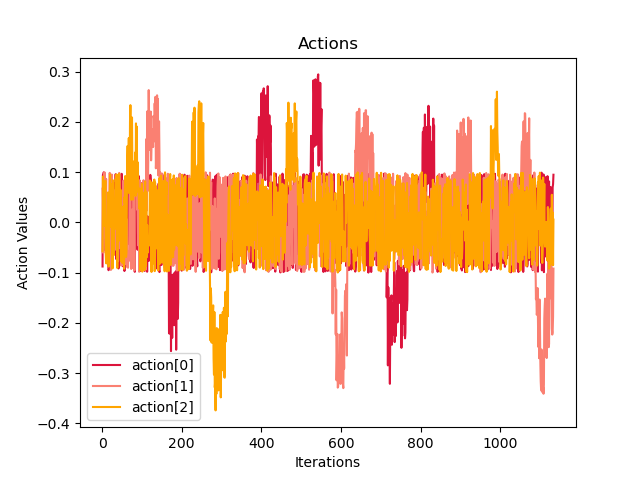 Actions
0.3
0.2
0.1
0.0
−0.1
−0.2
−0.3
−0.4
Action Values
action[0]
action[1]
action[2]
0 200 400 600 800 1000
Iterations